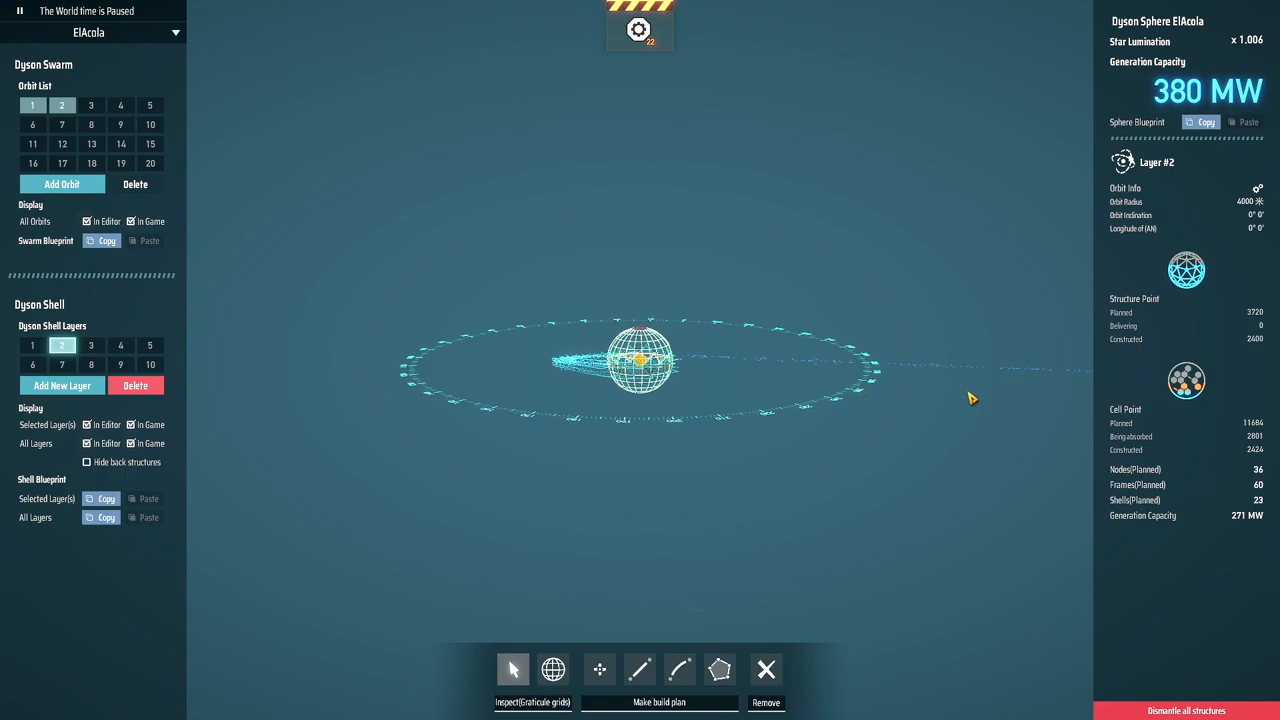 The World time is Paused
ElAcola
Dyson Swarm
Orbit List
1 2 3 4 5
6 7 8 9 10
11 12 13 14 15
16 17 18 19 20
Add Orbit Delete
Display
All Orbits In Editor In Game
Swarm Blueprint Copy Paste
Dyson Shell
Dyson Shell Layers
1 2 3 4 5
6 7 8 9 10
Add New Layer Delete
Display
Selected Layer(s) In Editor In Game
All Layers In Editor In Game
Hide back structures
Shell Blueprint
Selected Layer(s) Copy Paste
All Layers Copy Paste
22
Inspect(Graticule grids) Make build plan Remove
Dyson Sphere ElAcola
Star Lumination x 1,006
Generation Capacity
380 MW
Sphere Blueprint Copy Paste
Layer #2
Orbit Info
Orbit Radius 4000 米
Orbit Inclination 0° 0'
Longitude of (AN) 0° 0'
Structure Point
Planned 3720
Delivering 0
Constructed 2400
Cell Point
Planned 11684
Being absorbed 2801
Constructed 2424
Nodes(Planned) 36
Frames(Planned) 60
Shells(Planned) 23
Generation Capacity 271 MW
Dismantle all structures